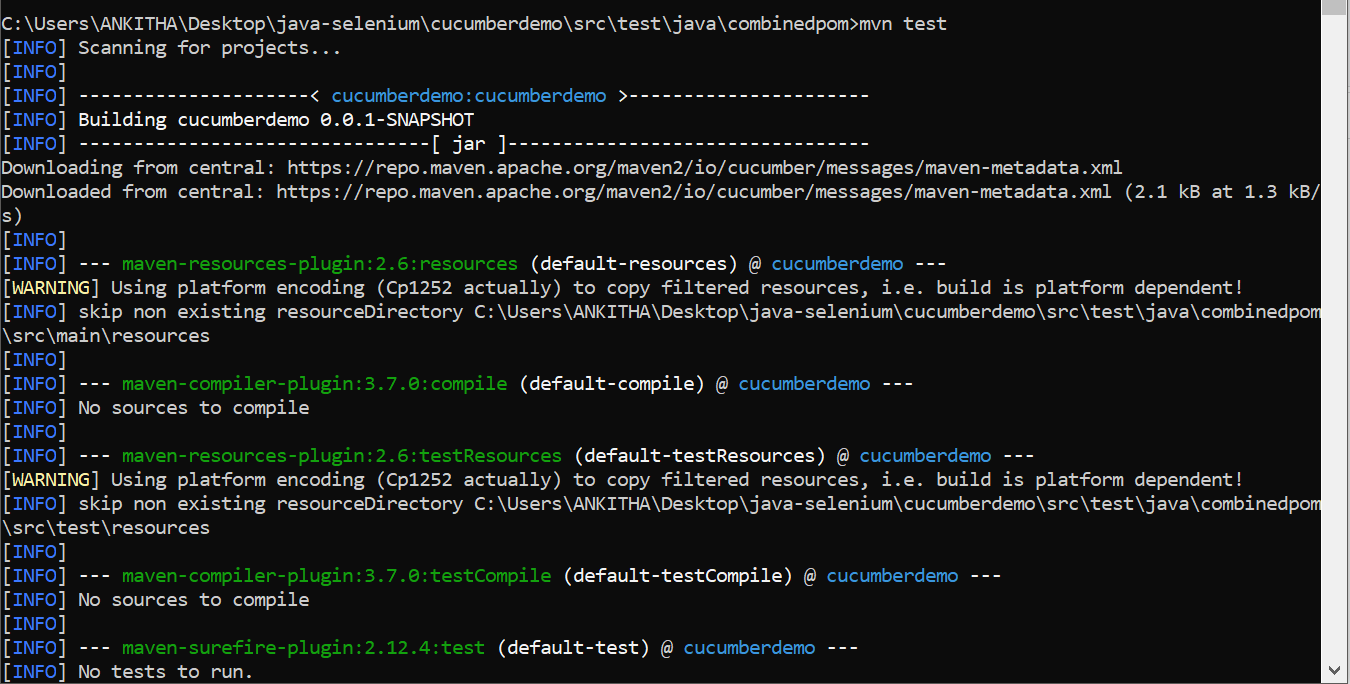 C:\Users\ANKITHA\Desktop\java-selenium\cucumberdemo\src\test\java\combinedpom>mvn test
[INFO] Scanning for projects...
[INFO]
[INFO] ---------------------< cucumberdemo:cucumberdemo >----------------------
[INFO] Building cucumberdemo 0.0.1-SNAPSHOT
[INFO] --------------------------------[ jar ]---------------------------------
Downloading from central: https://repo.maven.apache.org/maven2/io/cucumber/messages/maven-metadata.xml
Downloaded from central: https://repo.maven.apache.org/maven2/io/cucumber/messages/maven-metadata.xml (2.1 kB at 1.3 kB/
s)
[INFO]
[INFO] --- maven-resources-plugin:2.6:resources (default-resources) @ cucumberdemo ---
[WARNING] Using platform encoding (Cp1252 actually) to copy filtered resources, i.e. build is platform dependent!
[INFO] skip non existing resourceDirectory C:\Users\ANKITHA\Desktop\java-selenium\cucumberdemo\src\test\java\combinedpom
\src\main\resources
[INFO]
[INFO] --- maven-compiler-plugin:3.7.0:compile (default-compile) @ cucumberdemo ---
[INFO] No sources to compile
[INFO]
[INFO] --- maven-resources-plugin:2.6:testResources (default-testResources) @ cucumberdemo ---
[WARNING] Using platform encoding (Cp1252 actually) to copy filtered resources, i.e. build is platform dependent!
[INFO] skip non existing resourceDirectory C:\Users\ANKITHA\Desktop\java-selenium\cucumberdemo\src\test\java\combinedpom
\src\test\resources
[INFO]
[INFO] --- maven-compiler-plugin:3.7.0:testCompile (default-testCompile) @ cucumberdemo ---
[INFO] No sources to compile
[INFO]
[INFO] --- maven-surefire-plugin:2.12.4:test (default-test) @ cucumberdemo ---
[INFO] No tests to run.